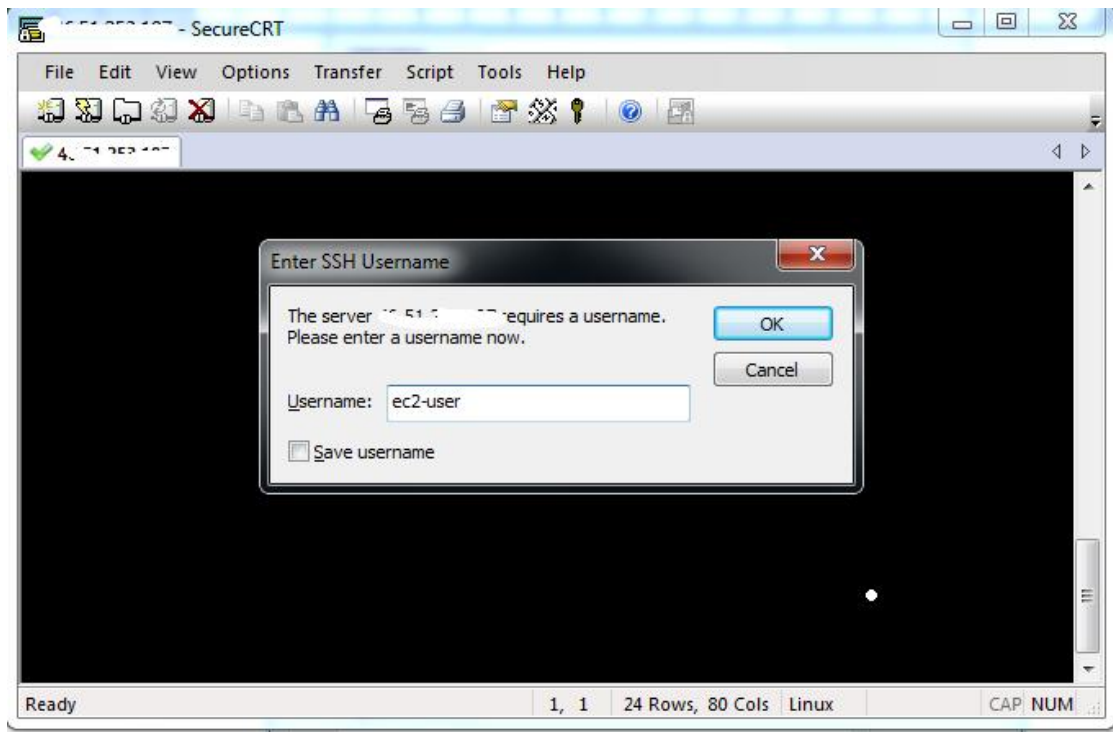 - SecureCRT
File Edit View Options Transfer Script Tools Help
Enter SSH Username
The server requires a username.
Please enter a username now.
OK
Cancel
Username: ec2-user
Save username
Ready 1, 1 24 Rows, 80 Cols Linux CAP NUM